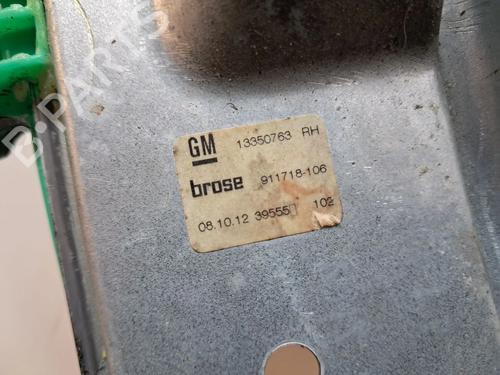 GM 13350763 RH
brose 911718-106
08.10.12 39555 102
B-PARTS